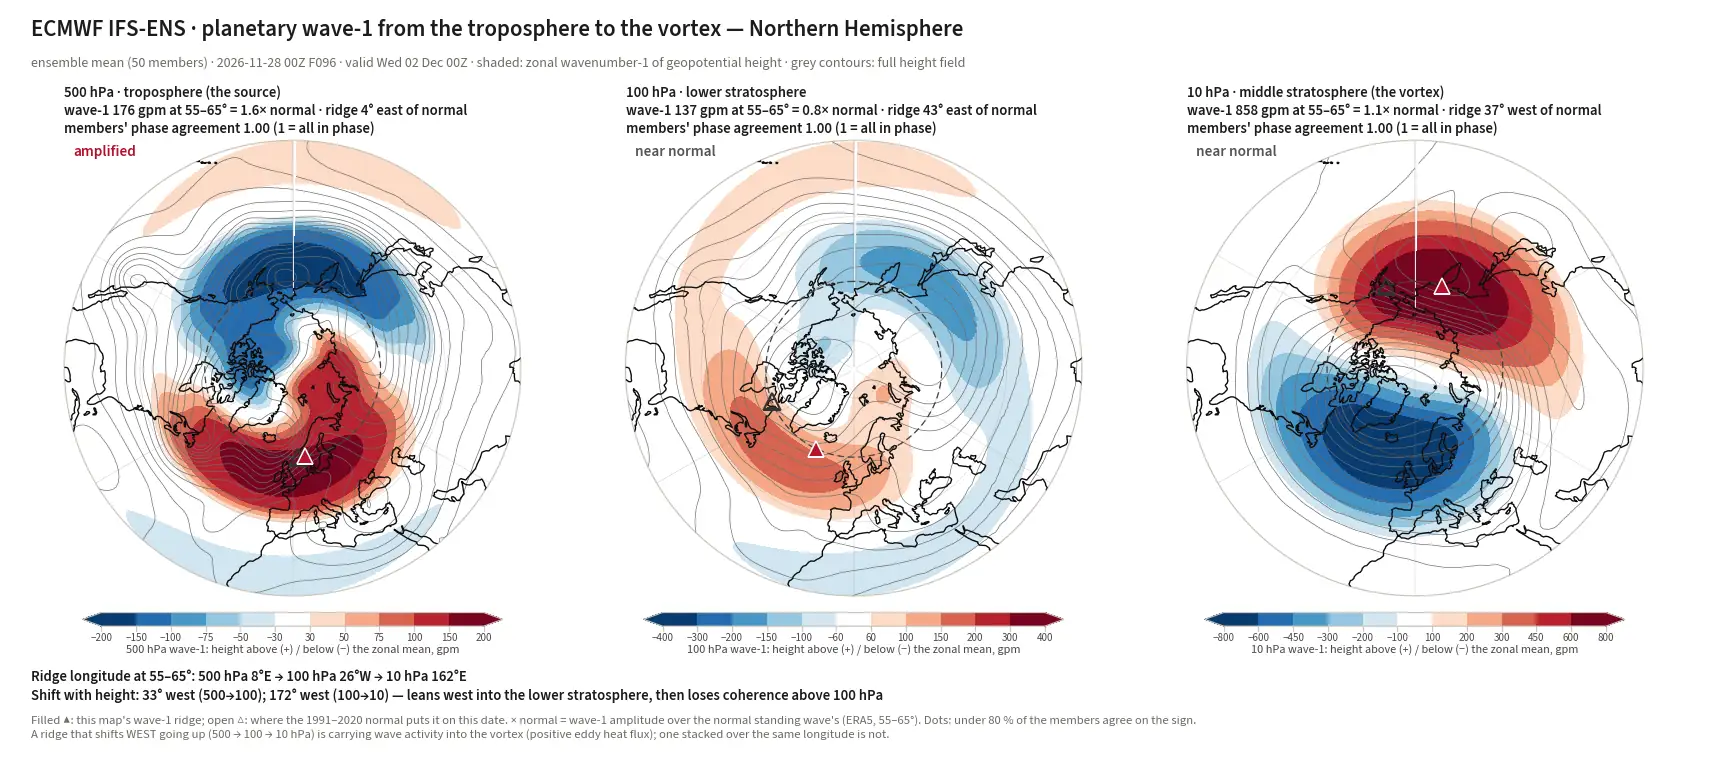 ECMWF IFS-ENS · planetary wave-1 from the troposphere to the vortex — Northern Hemisphere
ensemble mean (50 members) · 2026-11-28 00Z F096 · valid Wed 02 Dec 00Z · shaded: zonal wavenumber-1 of geopotential height · grey contours: full height field
500 hPa · troposphere (the source)
wave-1 176 gpm at 55–65° = 1.6× normal · ridge 4° east of normal
members' phase agreement 1.00 (1 = all in phase)
amplified
100 hPa · lower stratosphere
wave-1 137 gpm at 55–65° = 0.8× normal · ridge 43° east of normal
members' phase agreement 1.00 (1 = all in phase)
near normal
10 hPa · middle stratosphere (the vortex)
wave-1 858 gpm at 55–65° = 1.1× normal · ridge 37° west of normal
members' phase agreement 1.00 (1 = all in phase)
near normal
−200 −150 −100 −75 −50 −30 30 50 75 100 150 200
500 hPa wave-1: height above (+) / below (−) the zonal mean, gpm
−400 −300 −200 −150 −100 −60 60 100 150 200 300 400
100 hPa wave-1: height above (+) / below (−) the zonal mean, gpm
−800 −600 −450 −300 −200 −100 100 200 300 450 600 800
10 hPa wave-1: height above (+) / below (−) the zonal mean, gpm
Ridge longitude at 55–65°: 500 hPa 8°E → 100 hPa 26°W → 10 hPa 162°E
Shift with height: 33° west (500→100); 172° west (100→10) — leans west into the lower stratosphere, then loses coherence above 100 hPa
Filled ▲: this map's wave-1 ridge; open △: where the 1991–2020 normal puts it on this date. × normal = wave-1 amplitude over the normal standing wave's (ERA5, 55–65°). Dots: under 80 % of the members agree on the sign.
A ridge that shifts WEST going up (500 → 100 → 10 hPa) is carrying wave activity into the vortex (positive eddy heat flux); one stacked over the same longitude is not.